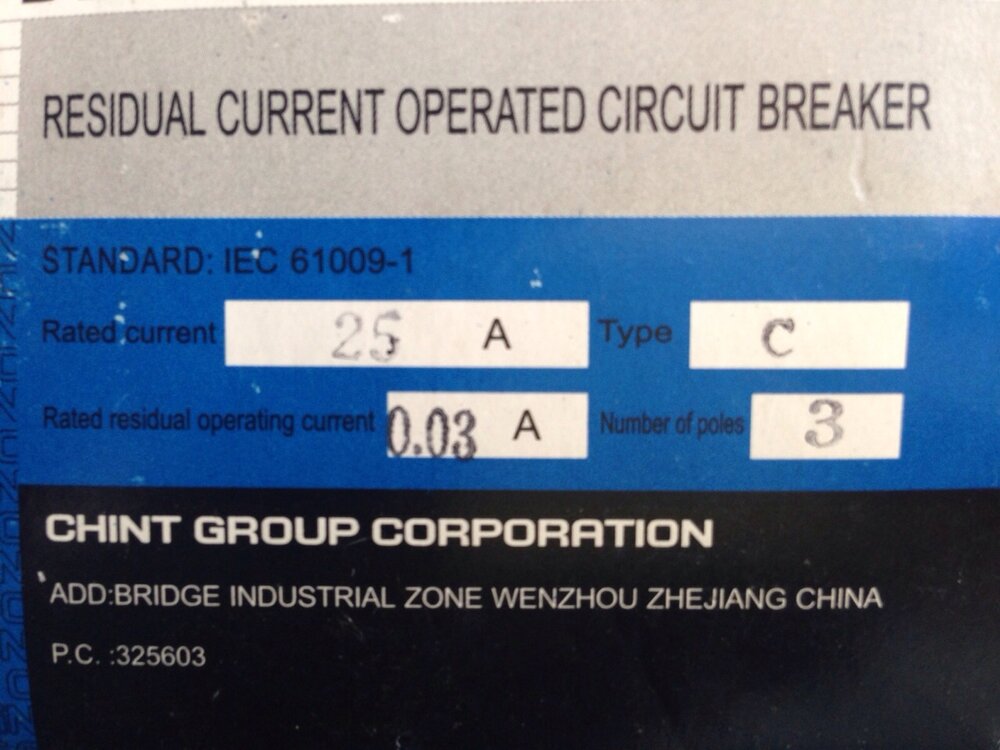 RESIDUAL CURRENT OPERATED CIRCUIT BREAKER
STANDARD: IEC 61009-1
Rated current 25 A Type C
Rated residual operating current 0.03 A Number of poles 3
CHINT GROUP CORPORATION
ADD:BRIDGE INDUSTRIAL ZONE WENZHOU ZHEJIANG CHINA
P.C. :325603